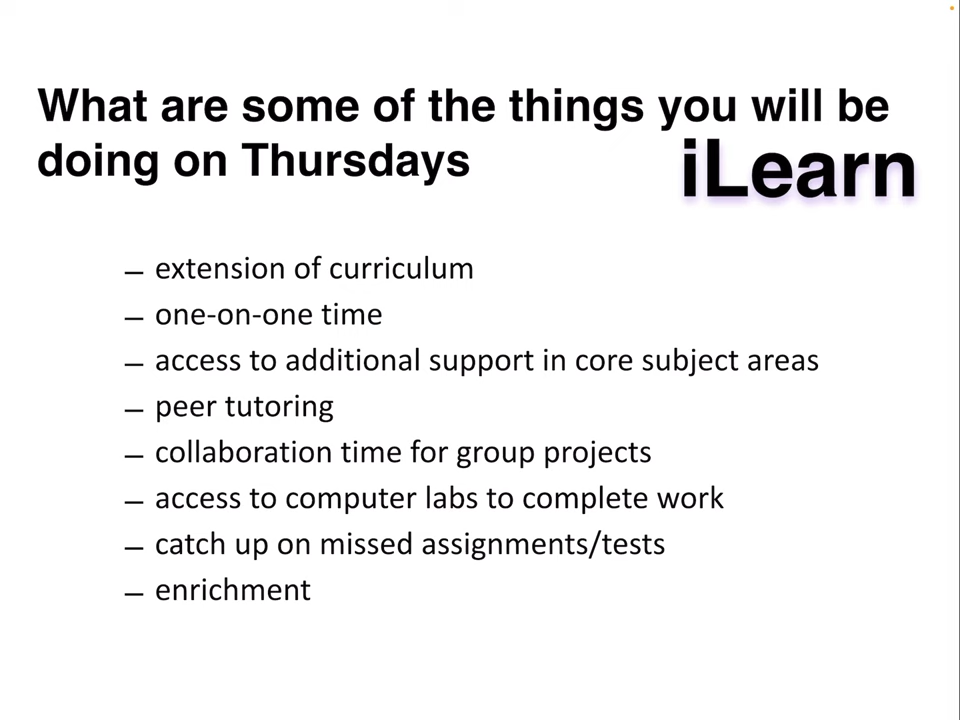 What are some of the things you will be
doing on Thursdays
iLearn
– extension of curriculum
– one-on-one time
– access to additional support in core subject areas
– peer tutoring
– collaboration time for group projects
– access to computer labs to complete work
– catch up on missed assignments/tests
– enrichment